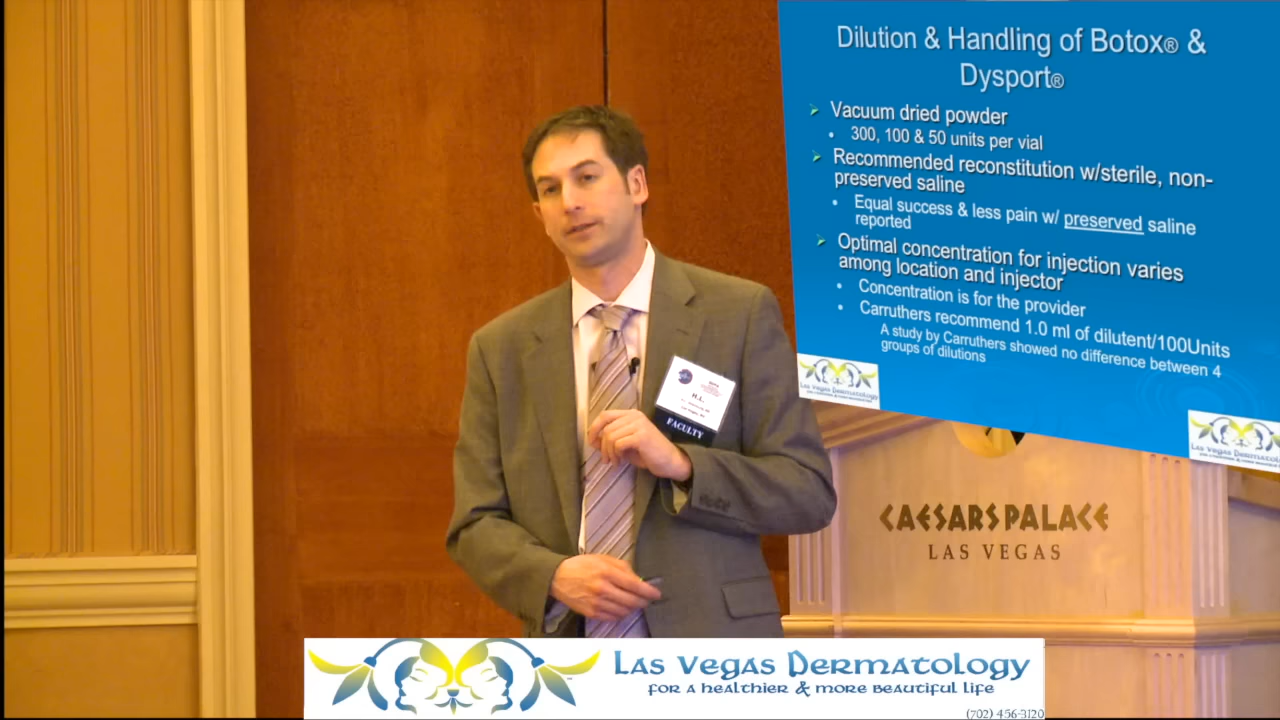 Dilution & Handling of Botox® &
Dysport®
Vacuum dried powder
300, 100 & 50 units per vial
Recommended reconstitution w/sterile, non-
preserved saline
Equal success & less pain w/ preserved saline
reported
Optimal concentration for injection varies
among location and injector
Concentration is for the provider
Carruthers recommend 1.0 ml of dilutent/100Units
A study by Carruthers showed no difference between 4
groups of dilutions
Las Vegas Dermatology
H.L.
FACULTY
CAESARS PALACE
LAS VEGAS
Las Vegas Dermatology
for a healthier & more beautiful life
(702) 456-3120